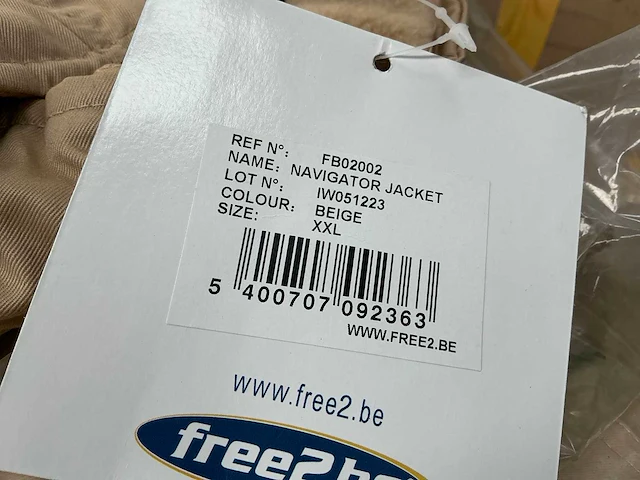 REF N°: FB02002
NAME: NAVIGATOR JACKET
LOT N°: IW051223
COLOUR: BEIGE
SIZE: XXL
5 400707 092363
WWW.FREE2.BE
www.free2.be
free2be